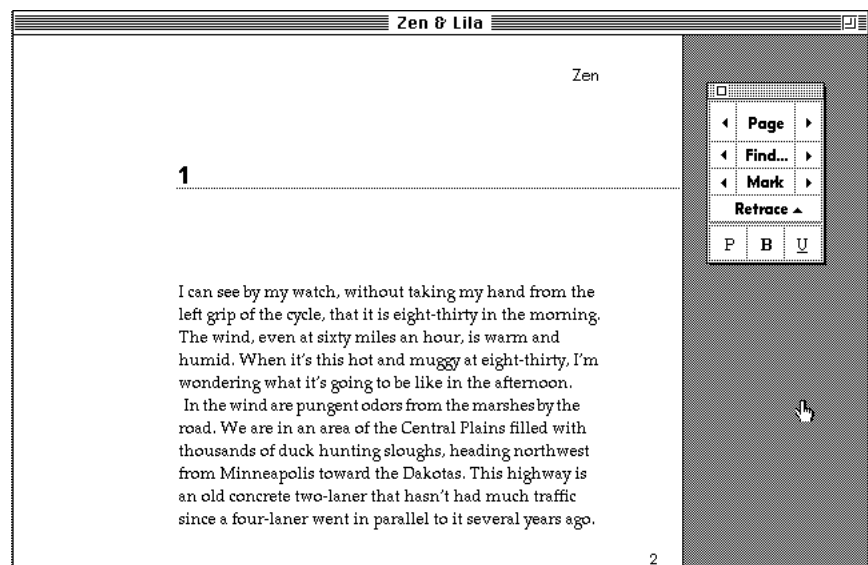 Zen & Lila
Zen
Page
Find...
Mark
Retrace
P B U
1
I can see by my watch, without taking my hand from the
left grip of the cycle, that it is eight-thirty in the morning.
The wind, even at sixty miles an hour, is warm and
humid. When it's this hot and muggy at eight-thirty, I'm
wondering what it's going to be like in the afternoon.
In the wind are pungent odors from the marshes by the
road. We are in an area of the Central Plains filled with
thousands of duck hunting sloughs, heading northwest
from Minneapolis toward the Dakotas. This highway is
an old concrete two-laner that hasn't had much traffic
since a four-laner went in parallel to it several years ago.
2